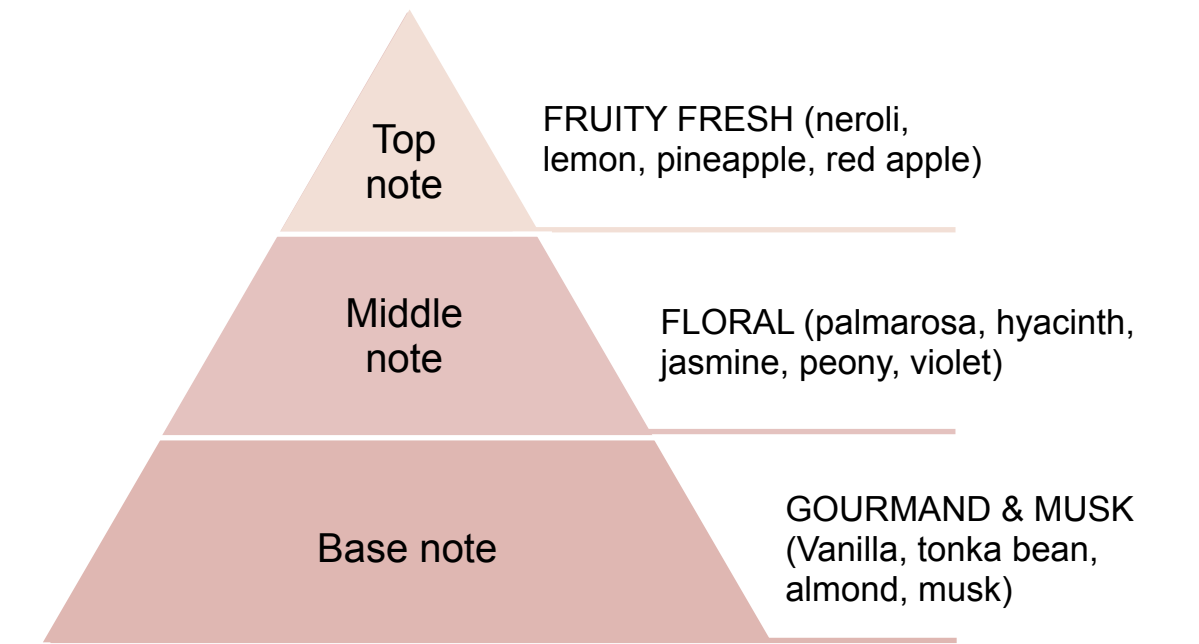 Top
note
FRUITY FRESH (neroli,
lemon, pineapple, red apple)
Middle
note
FLORAL (palmarosa, hyacinth,
jasmine, peony, violet)
Base note
GOURMAND & MUSK
(Vanilla, tonka bean,
almond, musk)